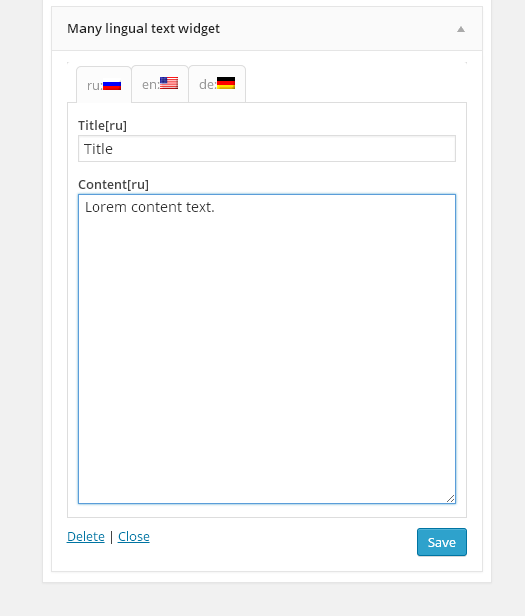 Many lingual text widget
ru: en: de:
Title[ru]
Title
Content[ru]
Lorem content text.
Delete | Close
Save